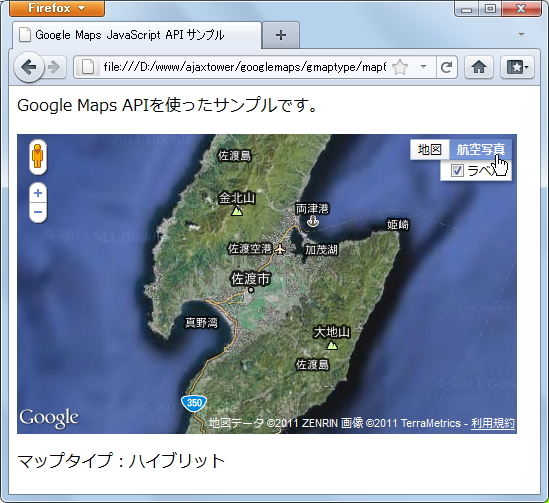 Firefox
Google Maps JavaScript API サンプル
file:///D:/www/ajaxtower/googlemaps/gmaptype/mapt
Google Maps APIを使ったサンプルです。
地図 航空写真
ラベ
佐渡島
金北山
両津港
姫崎
佐渡空港
加茂湖
佐渡市
真野湾
大地山
佐渡島
350
Google
地図データ ©2011 ZENRIN 画像 ©2011 TerraMetrics - 利用規約
マップタイプ：ハイブリット